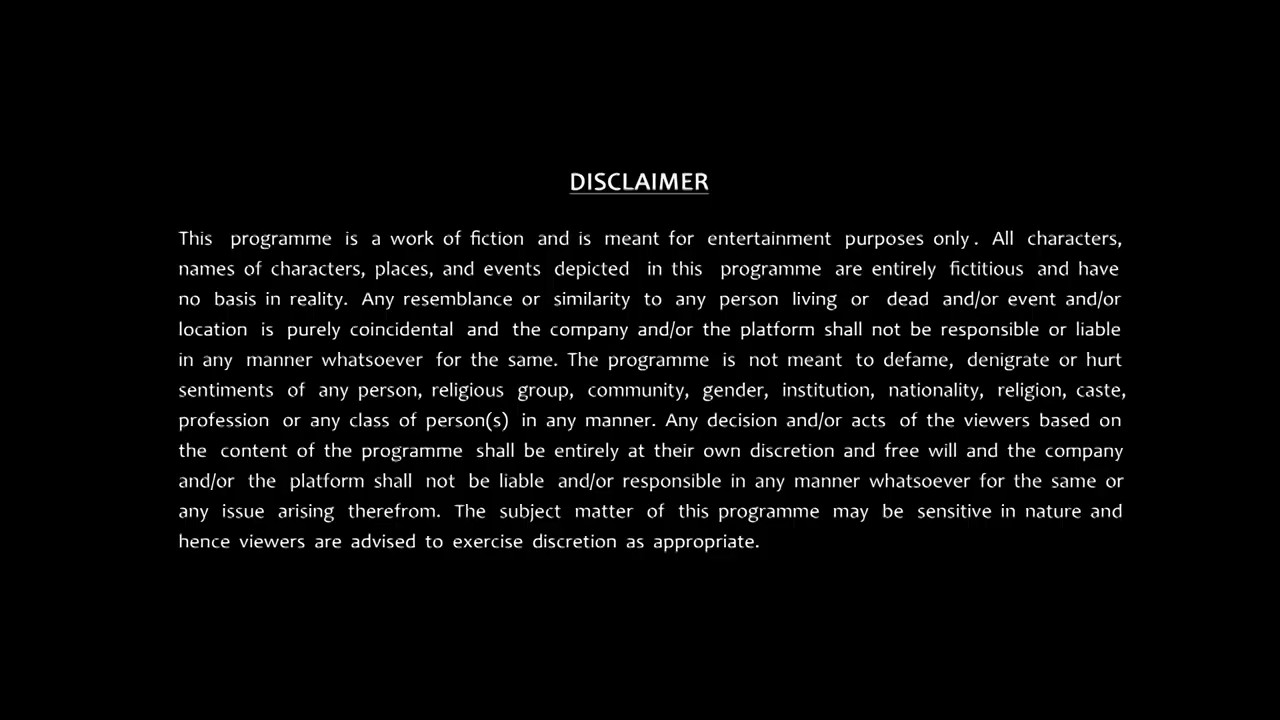 DISCLAIMER
This programme is a work of fiction and is meant for entertainment purposes only. All characters,
names of characters, places, and events depicted in this programme are entirely fictitious and have
no basis in reality. Any resemblance or similarity to any person living or dead and/or event and/or
location is purely coincidental and the company and/or the platform shall not be responsible or liable
in any manner whatsoever for the same. The programme is not meant to defame, denigrate or hurt
sentiments of any person, religious group, community, gender, institution, nationality, religion, caste,
profession or any class of person(s) in any manner. Any decision and/or acts of the viewers based on
the content of the programme shall be entirely at their own discretion and free will and the company
and/or the platform shall not be liable and/or responsible in any manner whatsoever for the same or
any issue arising therefrom. The subject matter of this programme may be sensitive in nature and
hence viewers are advised to exercise discretion as appropriate.